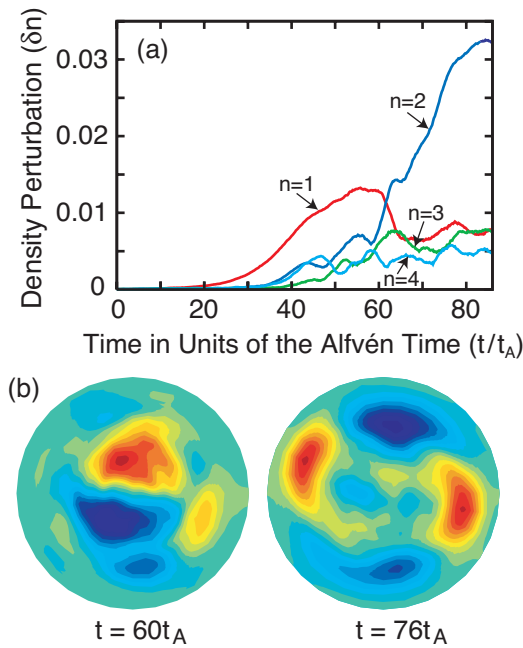 (a)
Density Perturbation (δn)
0.03
0.02
0.01
0
n=2
n=1
n=3
n=4
0 20 40 60 80
Time in Units of the Alfvén Time (t/tA)
(b)
t = 60tA
t = 76tA